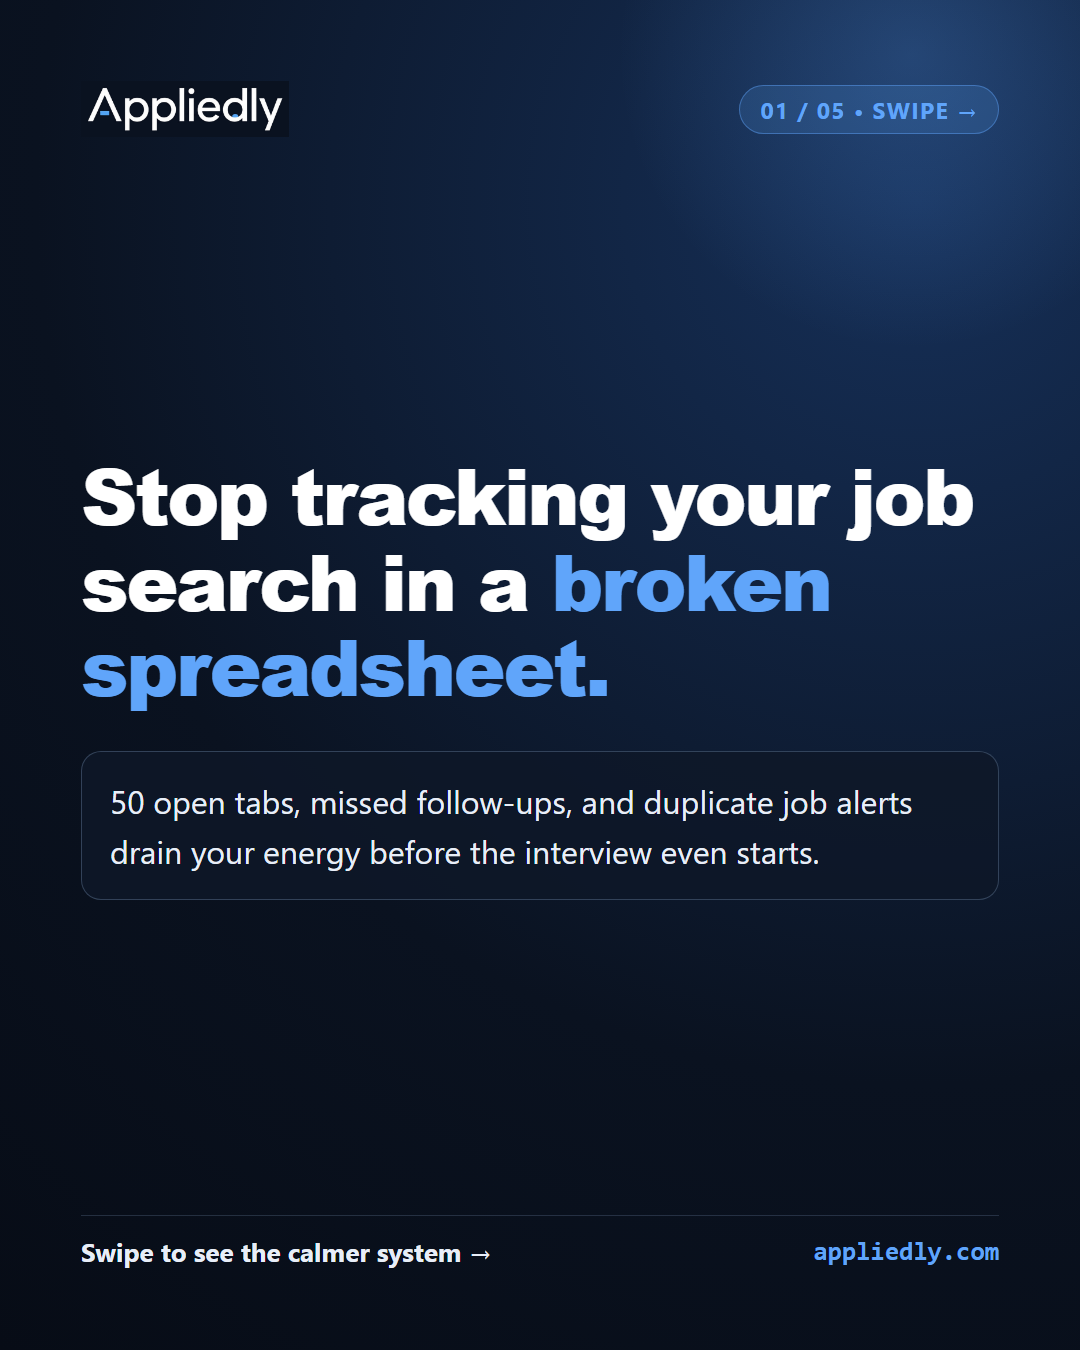 Appliedly
01 / 05 • SWIPE →
Stop tracking your job
search in a broken
spreadsheet.
50 open tabs, missed follow-ups, and duplicate job alerts
drain your energy before the interview even starts.
Swipe to see the calmer system →
appliedly.com